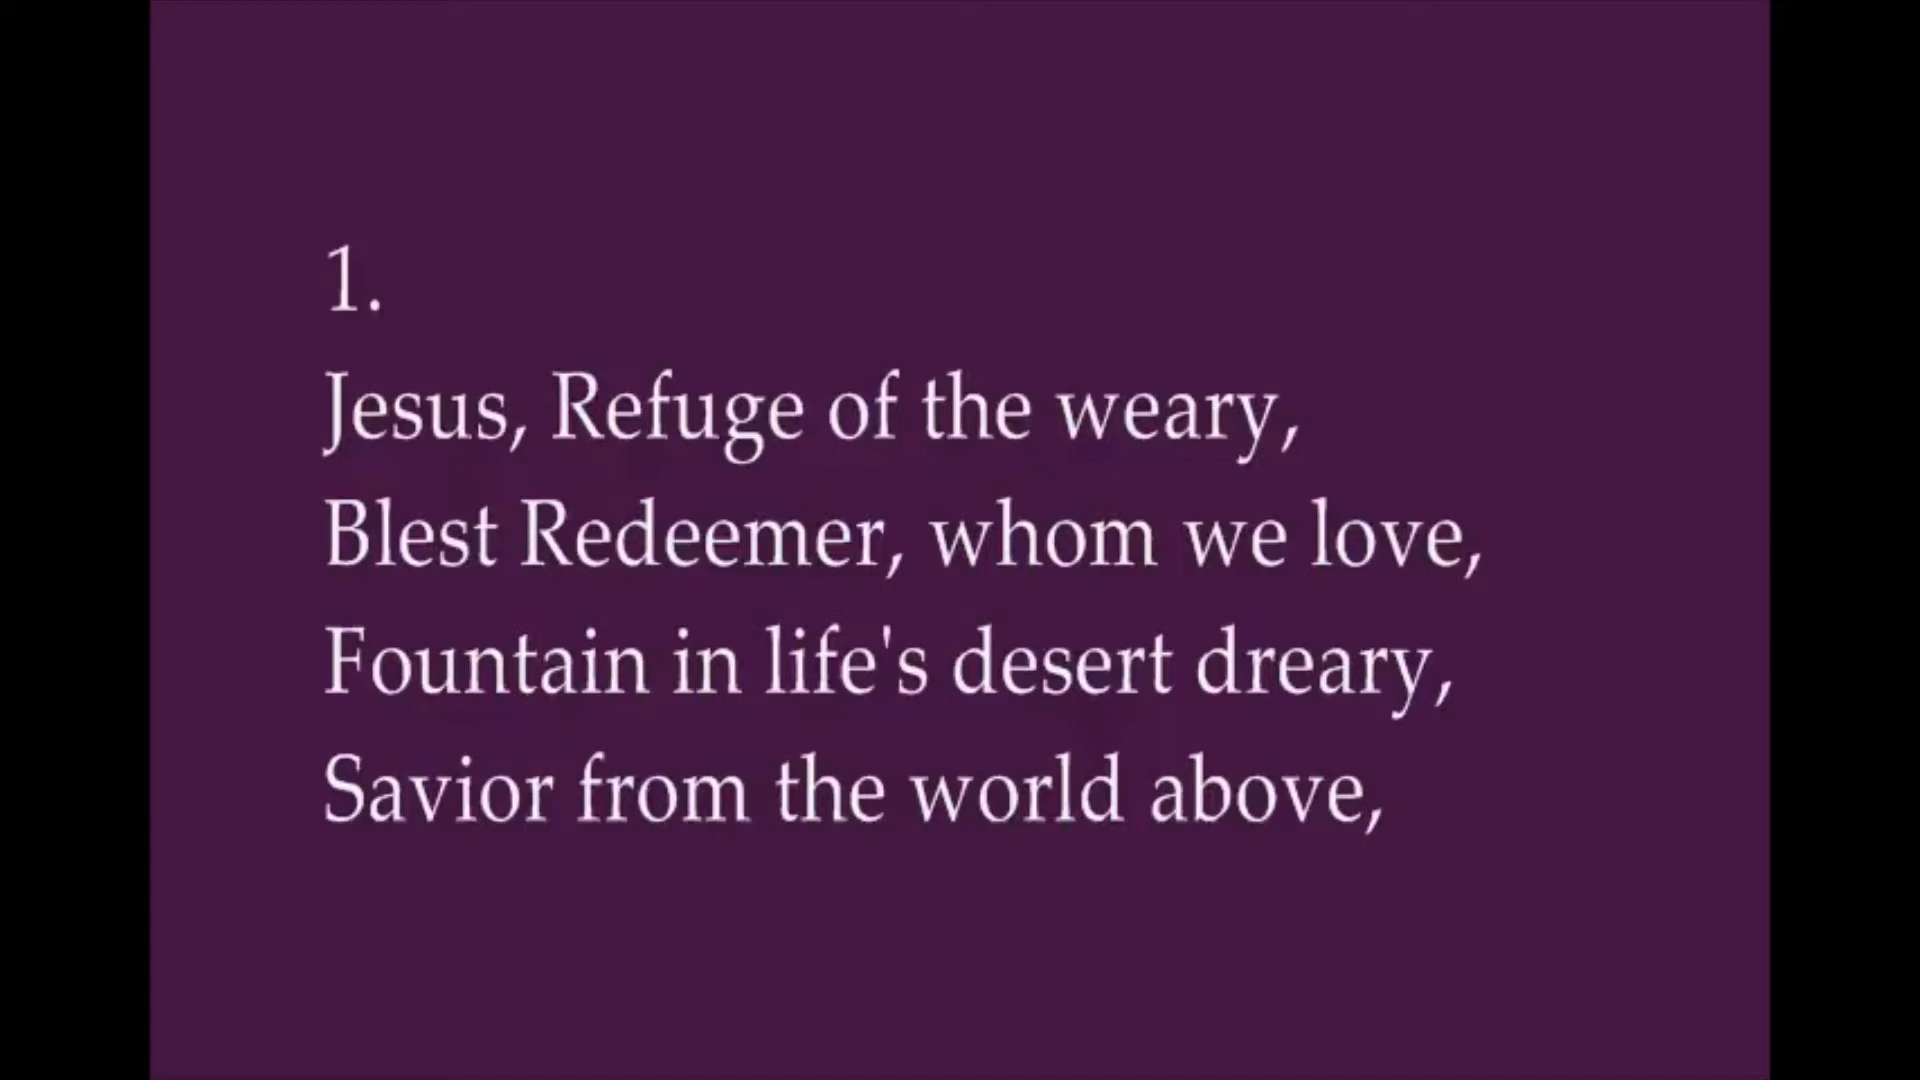 1.
Jesus, Refuge of the weary,
Blest Redeemer, whom we love,
Fountain in life's desert dreary,
Savior from the world above,